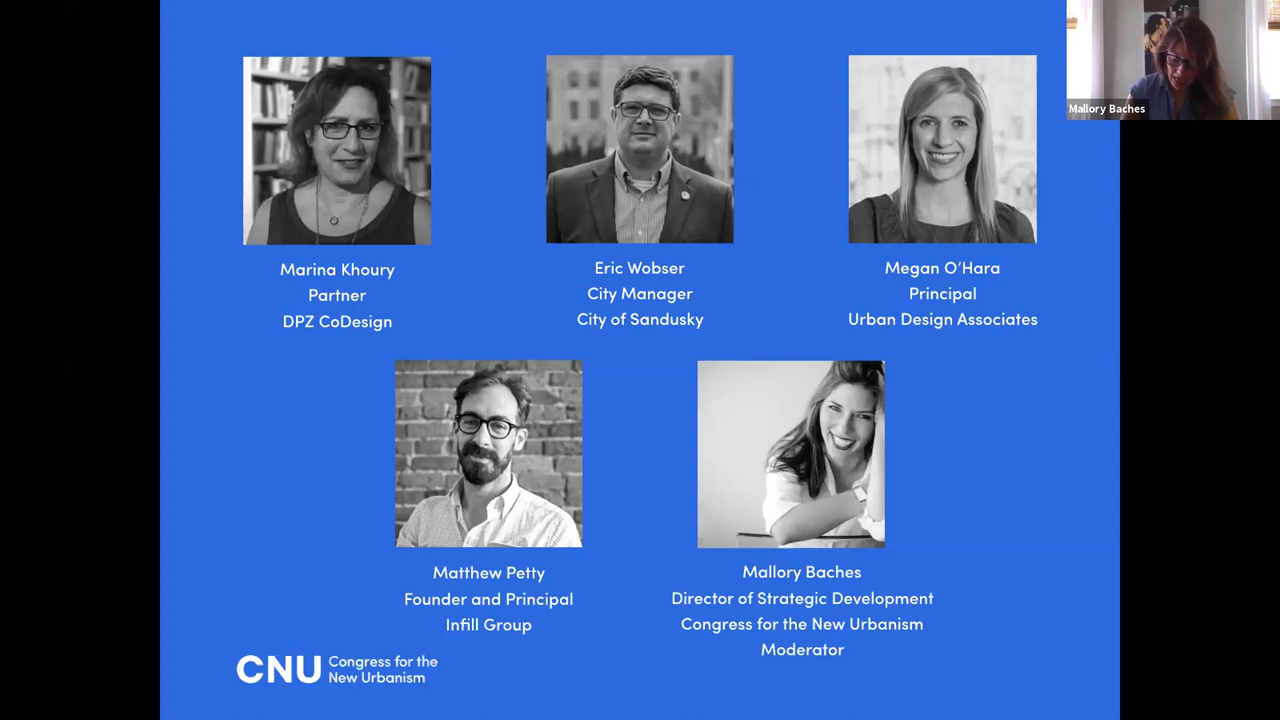 Mallory Baches
Marina Khoury
Partner
DPZ CoDesign
Eric Wobser
City Manager
City of Sandusky
Megan O'Hara
Principal
Urban Design Associates
Matthew Petty
Founder and Principal
Infill Group
Mallory Baches
Director of Strategic Development
Congress for the New Urbanism
Moderator
CNU
Congress for the
New Urbanism